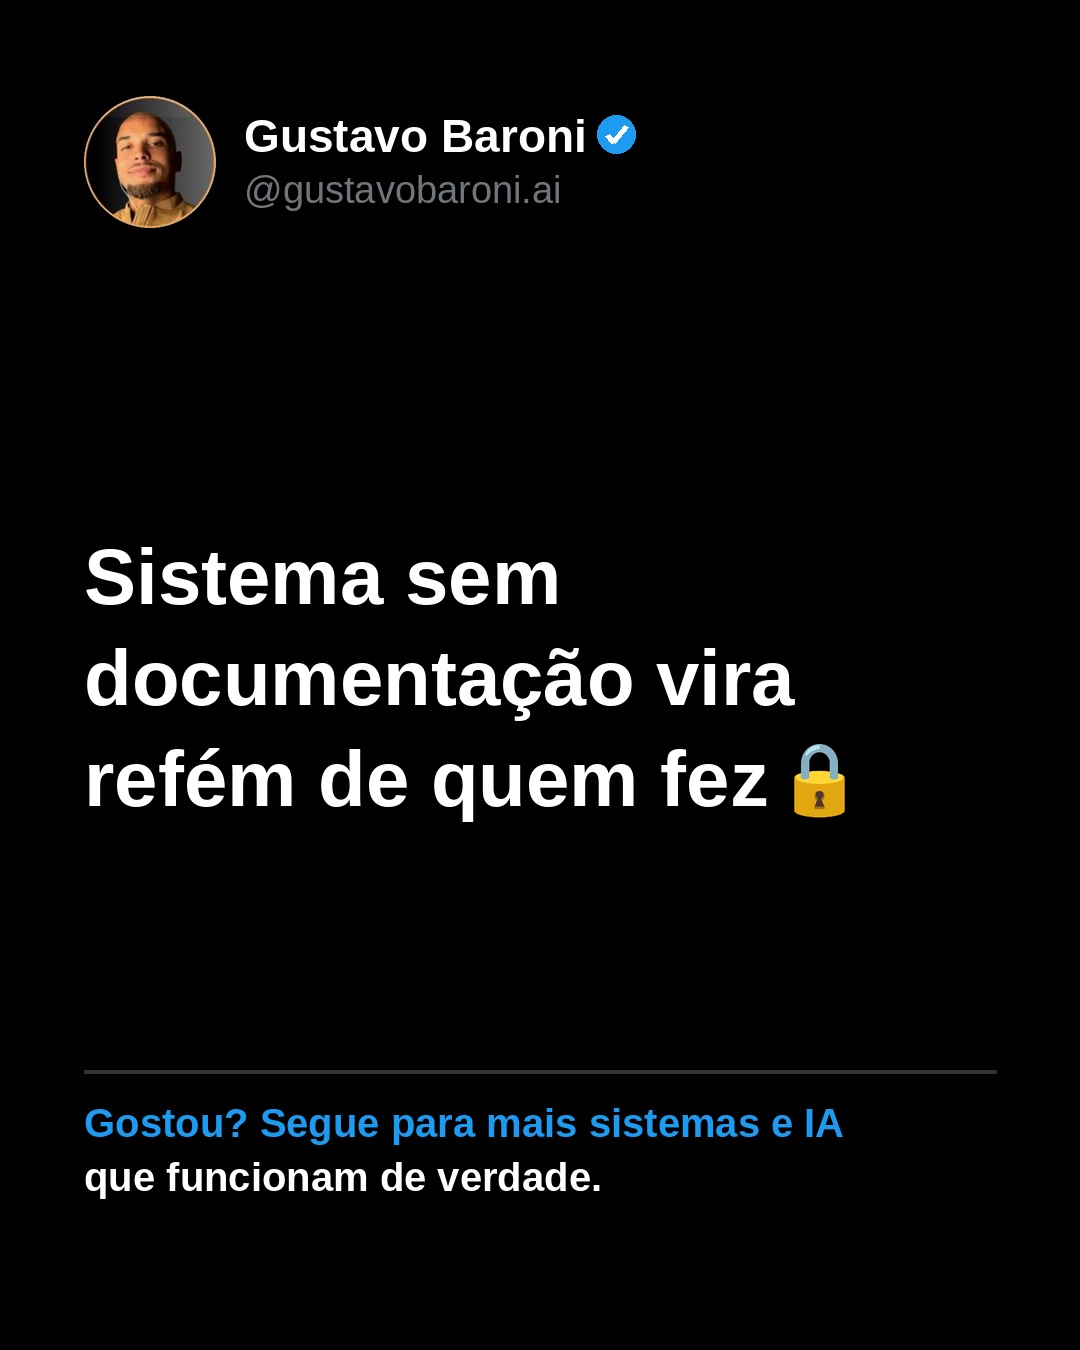 Gustavo Baroni
@gustavobaroni.ai
Sistema sem
documentação vira
refém de quem fez 🔒
Gostou? Segue para mais sistemas e IA
que funcionam de verdade.